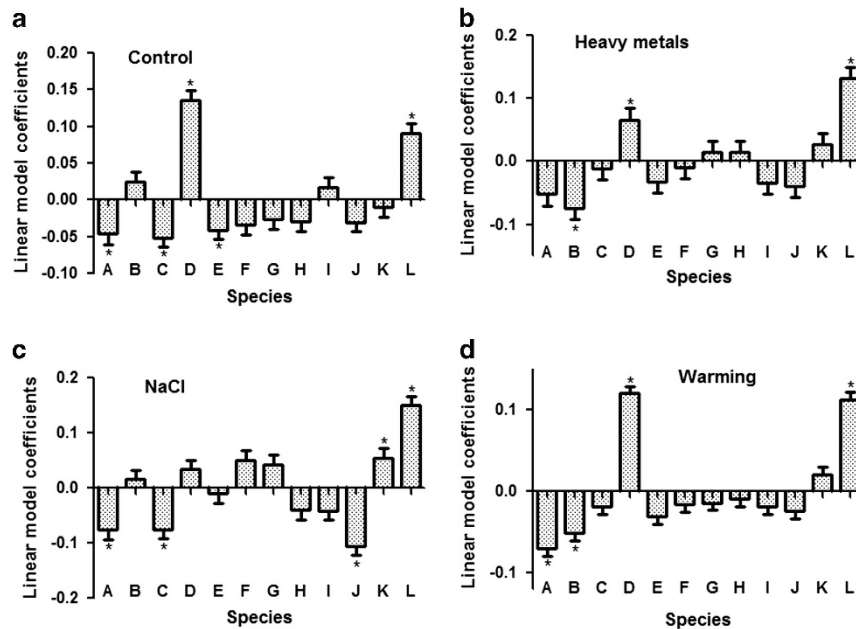 a
Control
Linear model coefficients
0.20
0.15
0.10
0.05
0.00
-0.05
-0.10
* * * * *
A B C D E F G H I J K L
Species
b
Heavy metals
Linear model coefficients
0.2
0.1
0.0
-0.1
* * *
A B C D E F G H I J K L
Species
c
NaCl
Linear model coefficients
0.2
0.1
0.0
-0.1
-0.2
* * * * *
A B C D E F G H I J K L
Species
d
Warming
Linear model coefficients
0.1
0.0
-0.1
* * * *
A B C D E F G H I J K L
Species